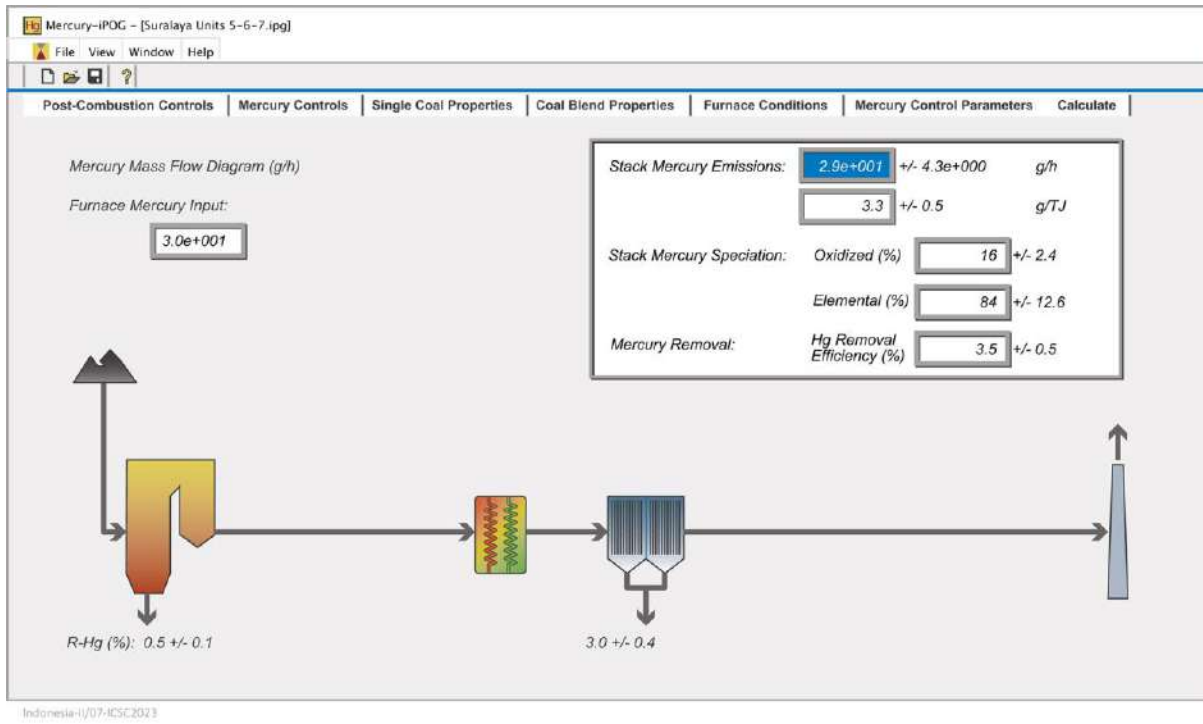 Hg Mercury-iPOG - [Suralaya Units 5-6-7.ipg]
File View Window Help
Post-Combustion Controls Mercury Controls Single Coal Properties Coal Blend Properties Furnace Conditions Mercury Control Parameters Calculate
Mercury Mass Flow Diagram (g/h)
Furnace Mercury Input:
3.0e+001
Stack Mercury Emissions: 2.9e+001 +/- 4.3e+000 g/h
3.3 +/- 0.5 g/TJ
Stack Mercury Speciation: Oxidized (%) 16 +/- 2.4
Elemental (%) 84 +/- 12.6
Mercury Removal: Hg Removal
Efficiency (%) 3.5 +/- 0.5
R-Hg (%): 0.5 +/- 0.1
3.0 +/- 0.4
Indonesia-II/07-ICSC2023